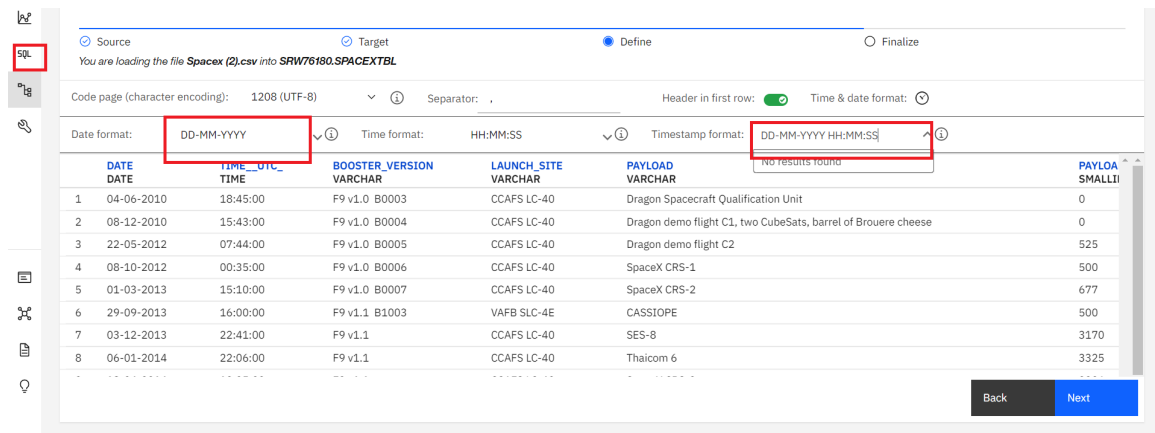 Source Target Define Finalize
SQL
You are loading the file Spacex (2).csv into SRW76180.SPACEXTBL
Code page (character encoding): 1208 (UTF-8) Separator: , Header in first row: Time & date format:
Date format: DD-MM-YYYY Time format: HH:MM:SS Timestamp format: DD-MM-YYYY HH:MM:SS
No results found
DATE TIME__UTC_ BOOSTER_VERSION LAUNCH_SITE PAYLOAD PAYLOA
DATE TIME VARCHAR VARCHAR VARCHAR SMALLI
1 04-06-2010 18:45:00 F9 v1.0 B0003 CCAFS LC-40 Dragon Spacecraft Qualification Unit 0
2 08-12-2010 15:43:00 F9 v1.0 B0004 CCAFS LC-40 Dragon demo flight C1, two CubeSats, barrel of Brouere cheese 0
3 22-05-2012 07:44:00 F9 v1.0 B0005 CCAFS LC-40 Dragon demo flight C2 525
4 08-10-2012 00:35:00 F9 v1.0 B0006 CCAFS LC-40 SpaceX CRS-1 500
5 01-03-2013 15:10:00 F9 v1.0 B0007 CCAFS LC-40 SpaceX CRS-2 677
6 29-09-2013 16:00:00 F9 v1.1 B1003 VAFB SLC-4E CASSIOPE 500
7 03-12-2013 22:41:00 F9 v1.1 CCAFS LC-40 SES-8 3170
8 06-01-2014 22:06:00 F9 v1.1 CCAFS LC-40 Thaicom 6 3325
Back Next